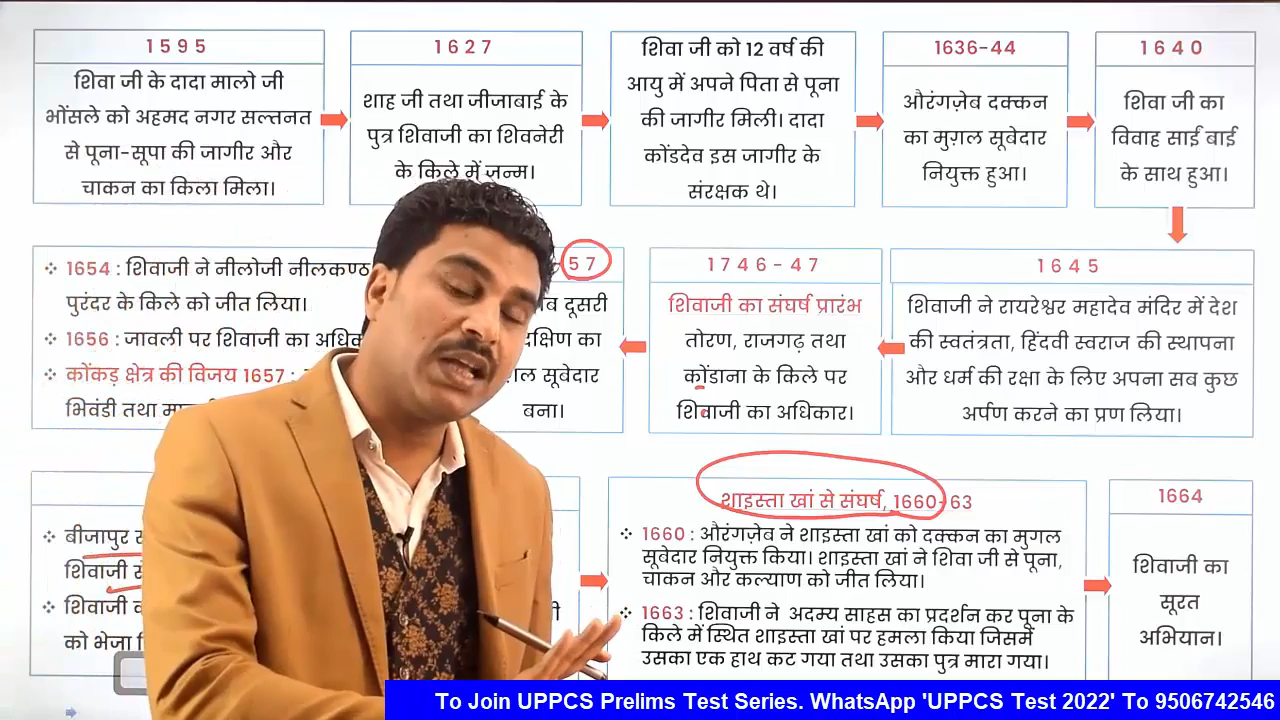 1595
शिवा जी के दादा मालो जी
भोंसले को अहमद नगर सल्तनत
से पूना-सूपा की जागीर और
चाकन का किला मिला।
1627
शाह जी तथा जीजाबाई के
पुत्र शिवाजी का शिवनेरी
के किले में जन्म।
शिवा जी को 12 वर्ष की
आयु में अपने पिता से पूना
की जागीर मिली। दादा
कोंडदेव इस जागीर के
संरक्षक थे।
1636-44
औरंगज़ेब दक्कन
का मुग़ल सूबेदार
नियुक्त हुआ।
1640
शिवा जी का
विवाह साई बाई
के साथ हुआ।
1645
शिवाजी ने रायरेश्वर महादेव मंदिर में देश
की स्वतंत्रता, हिंदवी स्वराज की स्थापना
और धर्म की रक्षा के लिए अपना सब कुछ
अर्पण करने का प्रण लिया।
1746-47
शिवाजी का संघर्ष प्रारंभ
तोरण, राजगढ़ तथा
कोंडाना के किले पर
शिवाजी का अधिकार।
57
दूसरी
दक्षिण का
सूबेदार
बना।
❖ 1654 : शिवाजी ने नीलोजी नीलकण्ठ
पुरंदर के किले को जीत लिया।
❖ 1656 : जावली पर शिवाजी का
❖ कोंकड़ क्षेत्र की विजय 1657 :
भिवंडी तथा
❖ बीजापुर
शिवाजी
❖ शिवाजी
को भेजा
शाइस्ता खां से संघर्ष, 1660-63
❖ 1660 : औरंगज़ेब ने शाइस्ता खां को दक्कन का मुगल
सूबेदार नियुक्त किया। शाइस्ता खां ने शिवा जी से पूना,
चाकन और कल्याण को जीत लिया।
❖ 1663 : शिवाजी ने अदम्य साहस का प्रदर्शन कर पूना के
किले में स्थित शाइस्ता खां पर हमला किया जिसमें
उसका एक हाथ कट गया तथा उसका पुत्र मारा गया।
1664
शिवाजी का
सूरत
अभियान।
To Join UPPCS Prelims Test Series. WhatsApp 'UPPCS Test 2022' To 9506742546